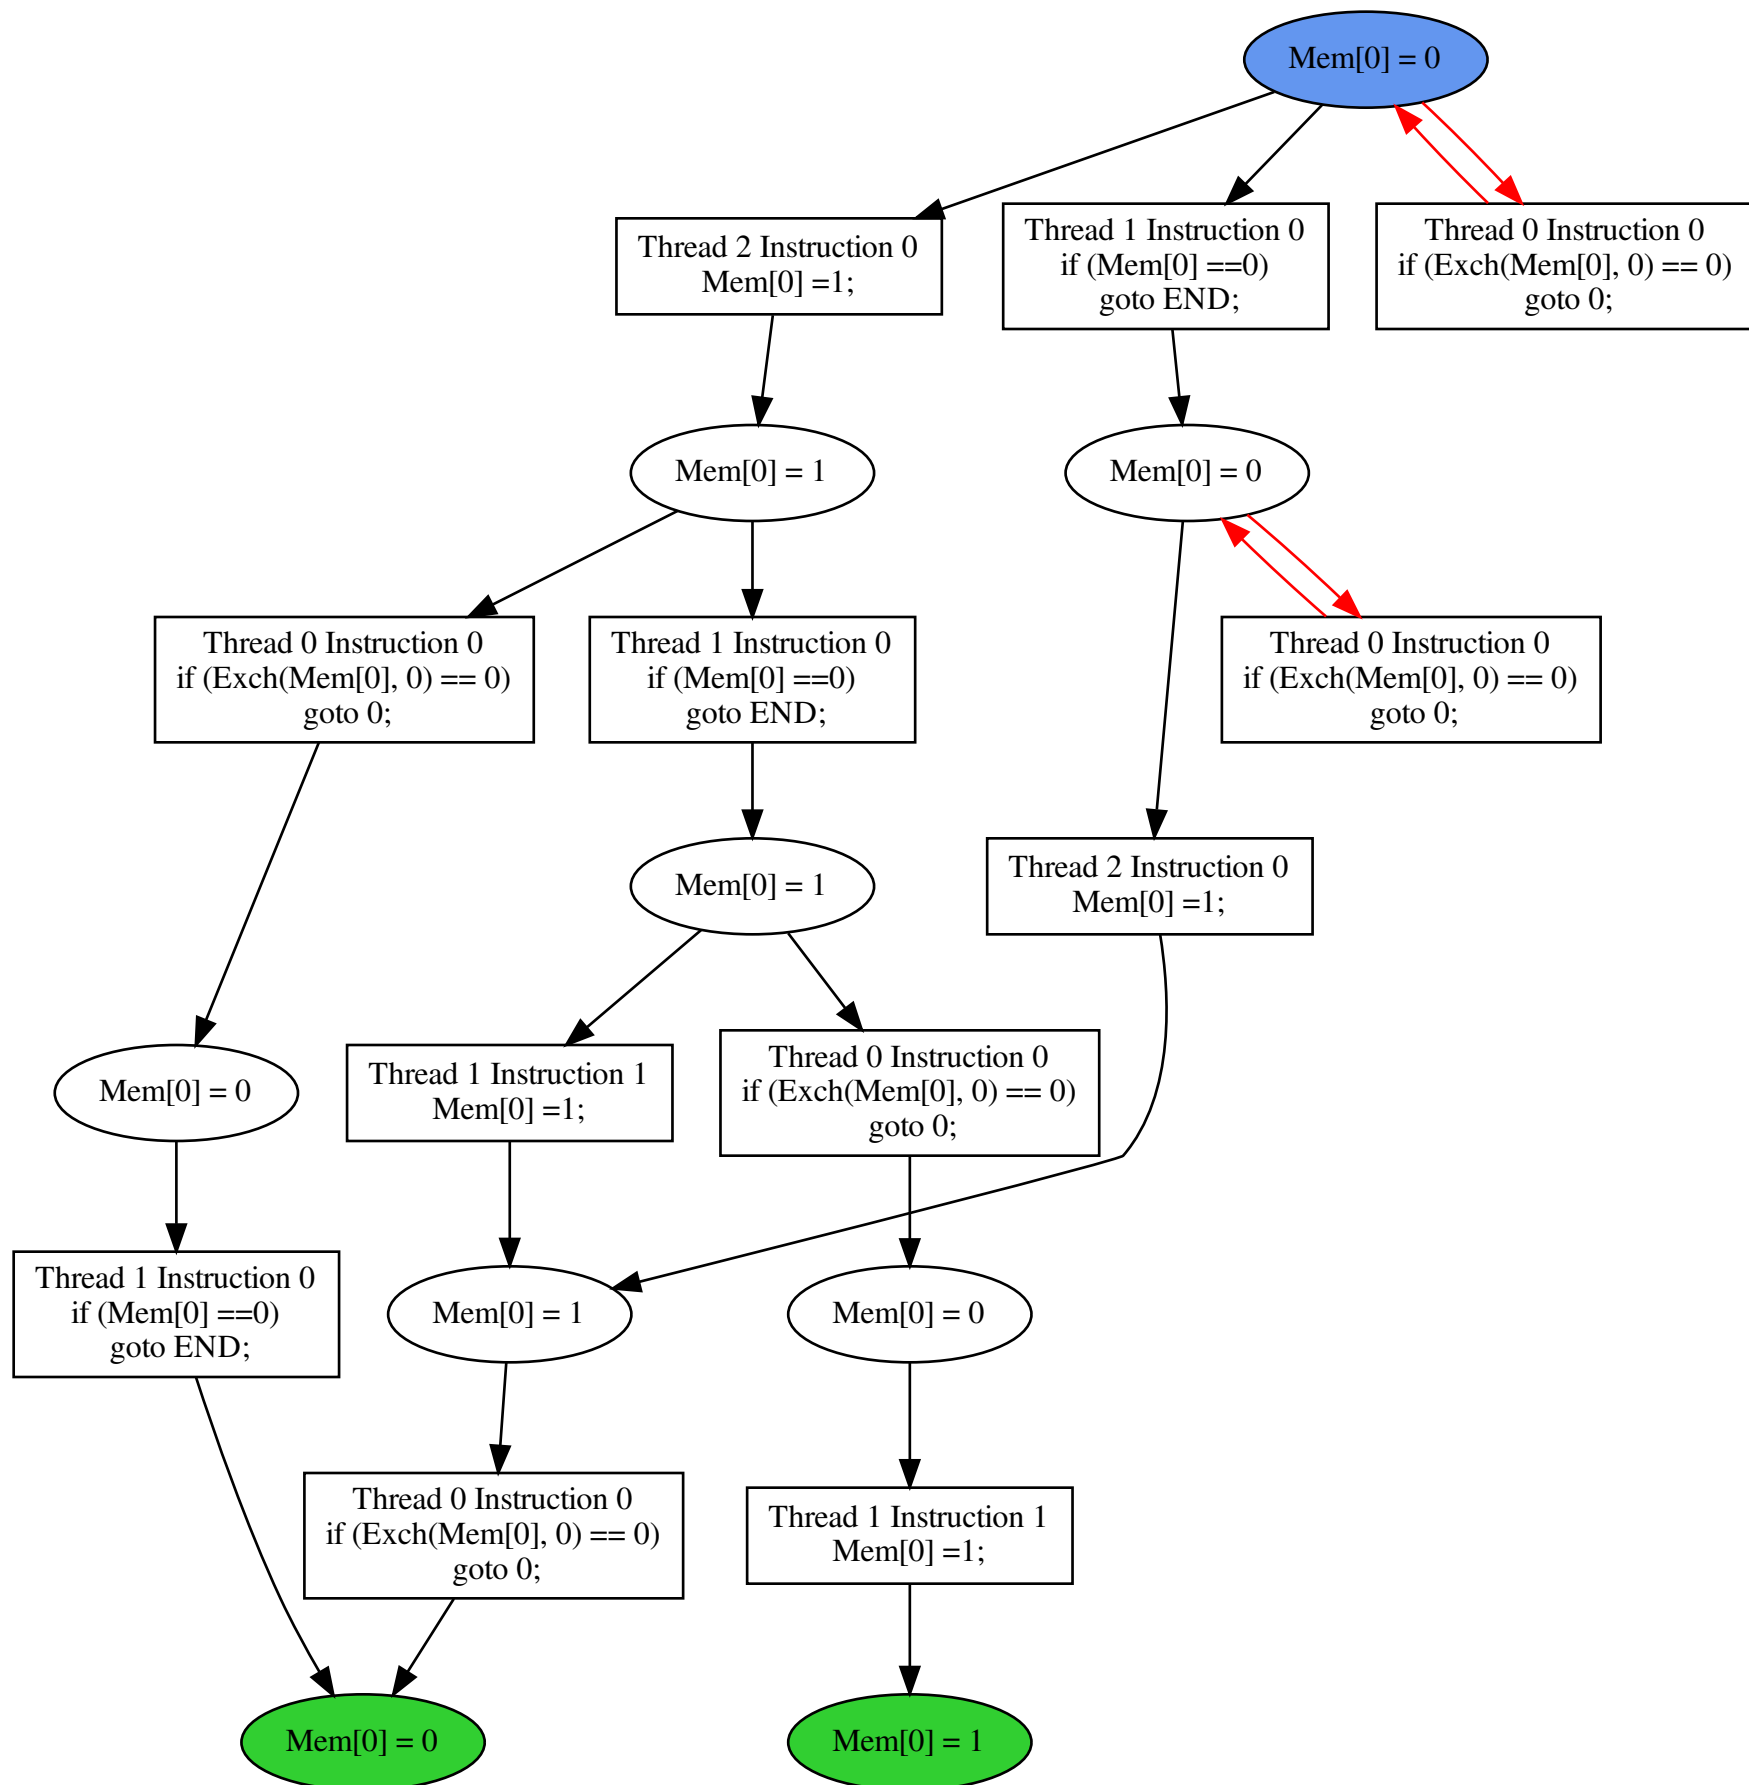 Mem[0] = 0
Thread 2 Instruction 0
Mem[0] =1;
Thread 1 Instruction 0
if (Mem[0] ==0)
goto END;
Thread 0 Instruction 0
if (Exch(Mem[0], 0) == 0)
goto 0;
Mem[0] = 1
Mem[0] = 0
Thread 0 Instruction 0
if (Exch(Mem[0], 0) == 0)
goto 0;
Thread 1 Instruction 0
if (Mem[0] ==0)
goto END;
Thread 0 Instruction 0
if (Exch(Mem[0], 0) == 0)
goto 0;
Mem[0] = 1
Thread 2 Instruction 0
Mem[0] =1;
Mem[0] = 0
Thread 1 Instruction 1
Mem[0] =1;
Thread 0 Instruction 0
if (Exch(Mem[0], 0) == 0)
goto 0;
Thread 1 Instruction 0
if (Mem[0] ==0)
goto END;
Mem[0] = 1
Mem[0] = 0
Thread 0 Instruction 0
if (Exch(Mem[0], 0) == 0)
goto 0;
Thread 1 Instruction 1
Mem[0] =1;
Mem[0] = 0
Mem[0] = 1